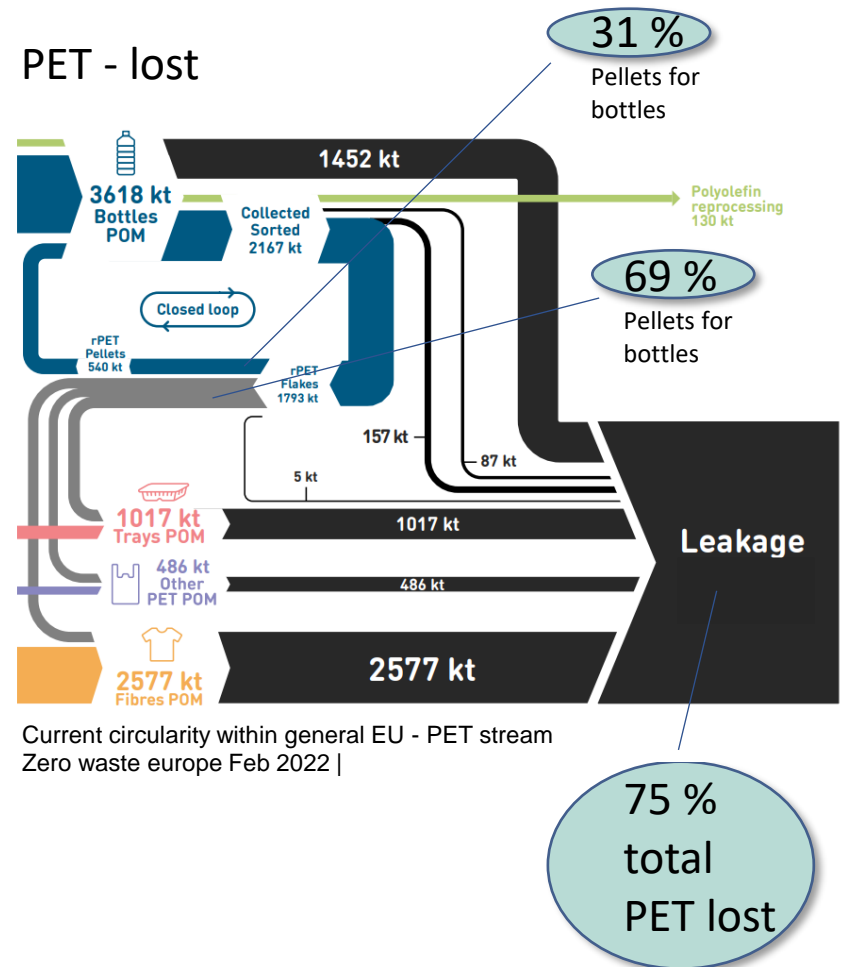 PET - lost
31 %
Pellets for
bottles
1452 kt
3618 kt
Bottles
POM
Collected
Sorted
2167 kt
Polyolefin
reprocessing
130 kt
69 %
Pellets for
bottles
Closed loop
rPET
Pellets
540 kt
rPET
Flakes
1793 kt
157 kt
87 kt
5 kt
1017 kt
Trays POM
1017 kt
486 kt
Other
PET POM
486 kt
Leakage
2577 kt
Fibres POM
2577 kt
Current circularity within general EU - PET stream
Zero waste europe Feb 2022 |
75 %
total
PET lost